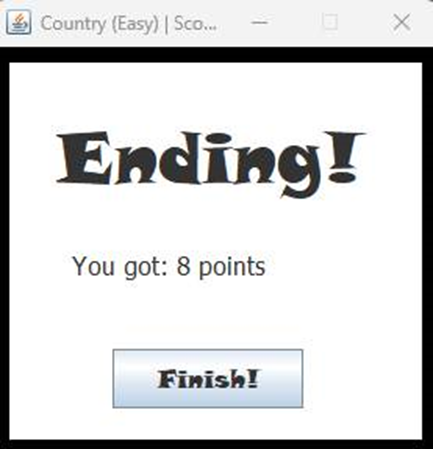 Country (Easy) | Sco...
Ending!
You got: 8 points
Finish!